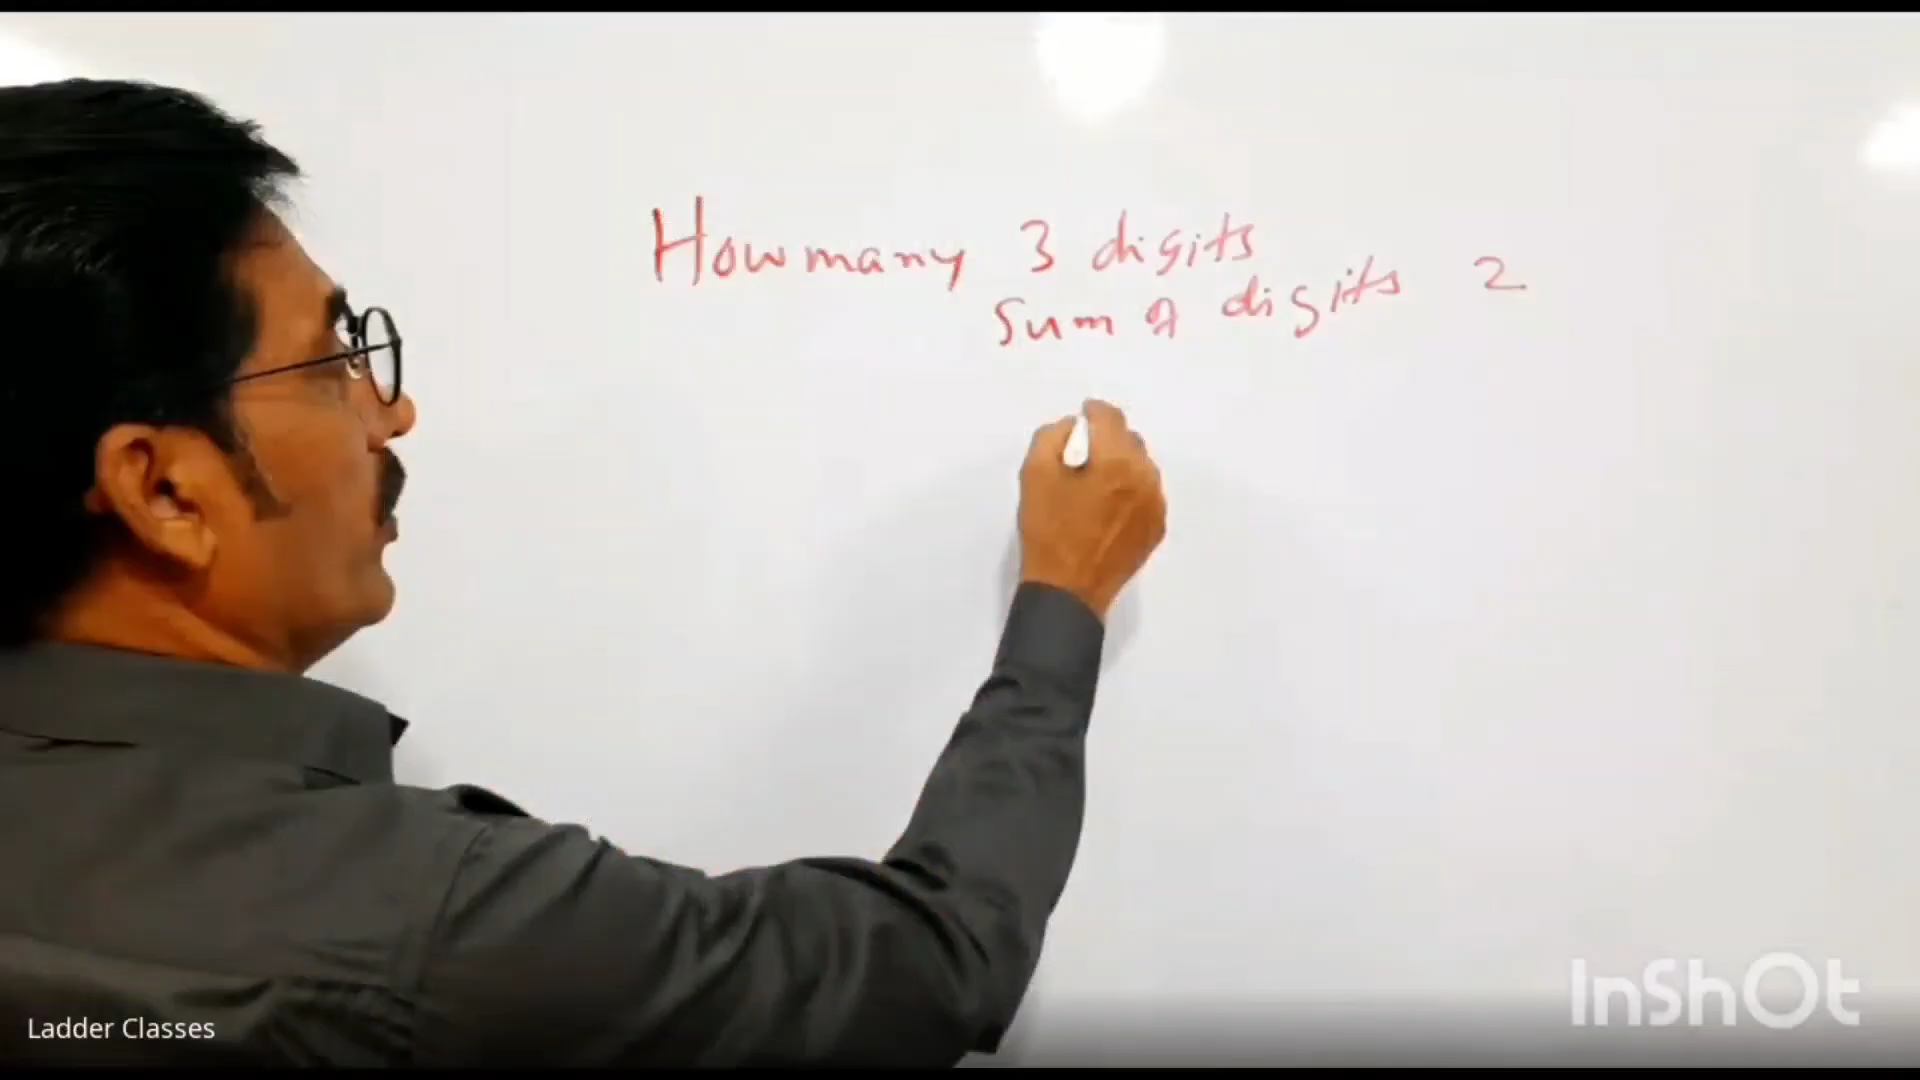 How many 3 digits
Sum of digits 2
Ladder Classes
InShOt